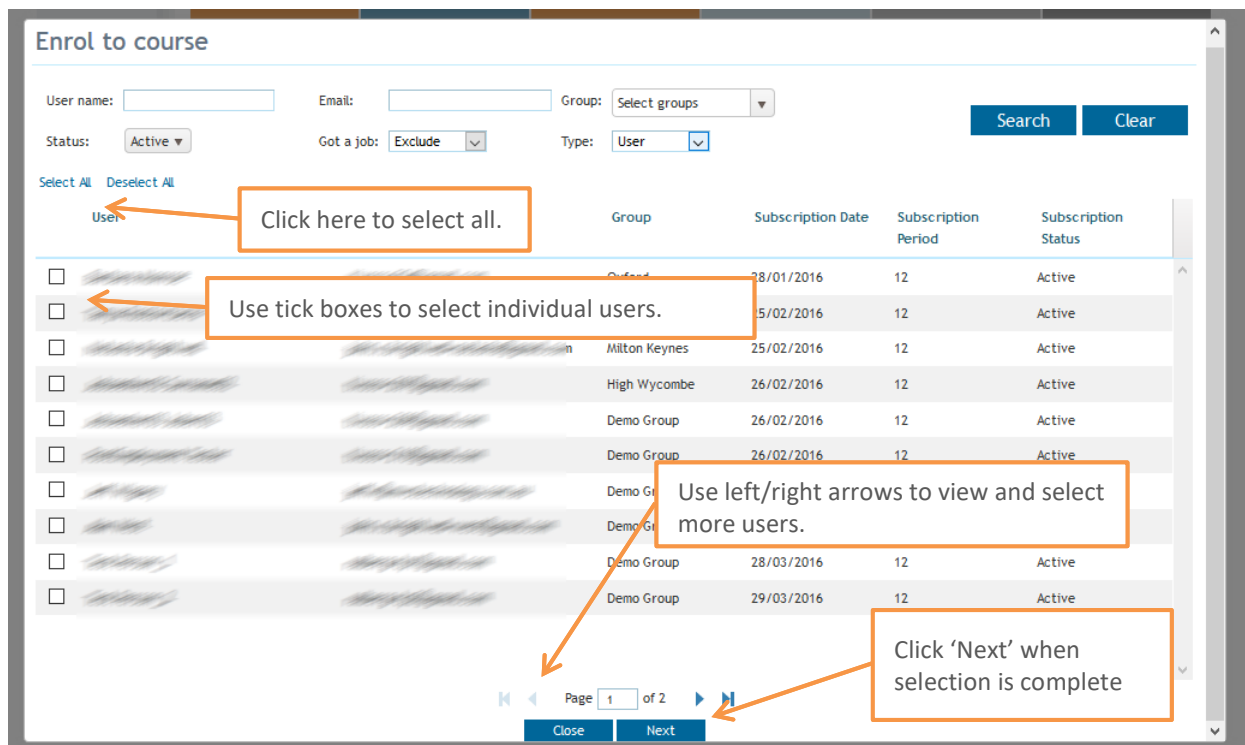 Enrol to course
User name: Email: Group: Select groups
Search Clear
Status: Active Got a job: Exclude Type: User
Select All Deselect All
Click here to select all.
User Group Subscription Date Subscription Period Subscription Status
Oxford 28/01/2016 12 Active
Use tick boxes to select individual users.
5/02/2016 12 Active
n Milton Keynes 25/02/2016 12 Active
High Wycombe 26/02/2016 12 Active
Demo Group 26/02/2016 12 Active
Demo Group 26/02/2016 12 Active
Use left/right arrows to view and select
more users.
Demo Gr
Demo Gr
Demo Group 28/03/2016 12 Active
Demo Group 29/03/2016 12 Active
Click ‘Next’ when
selection is complete
Page 1 of 2
Close Next